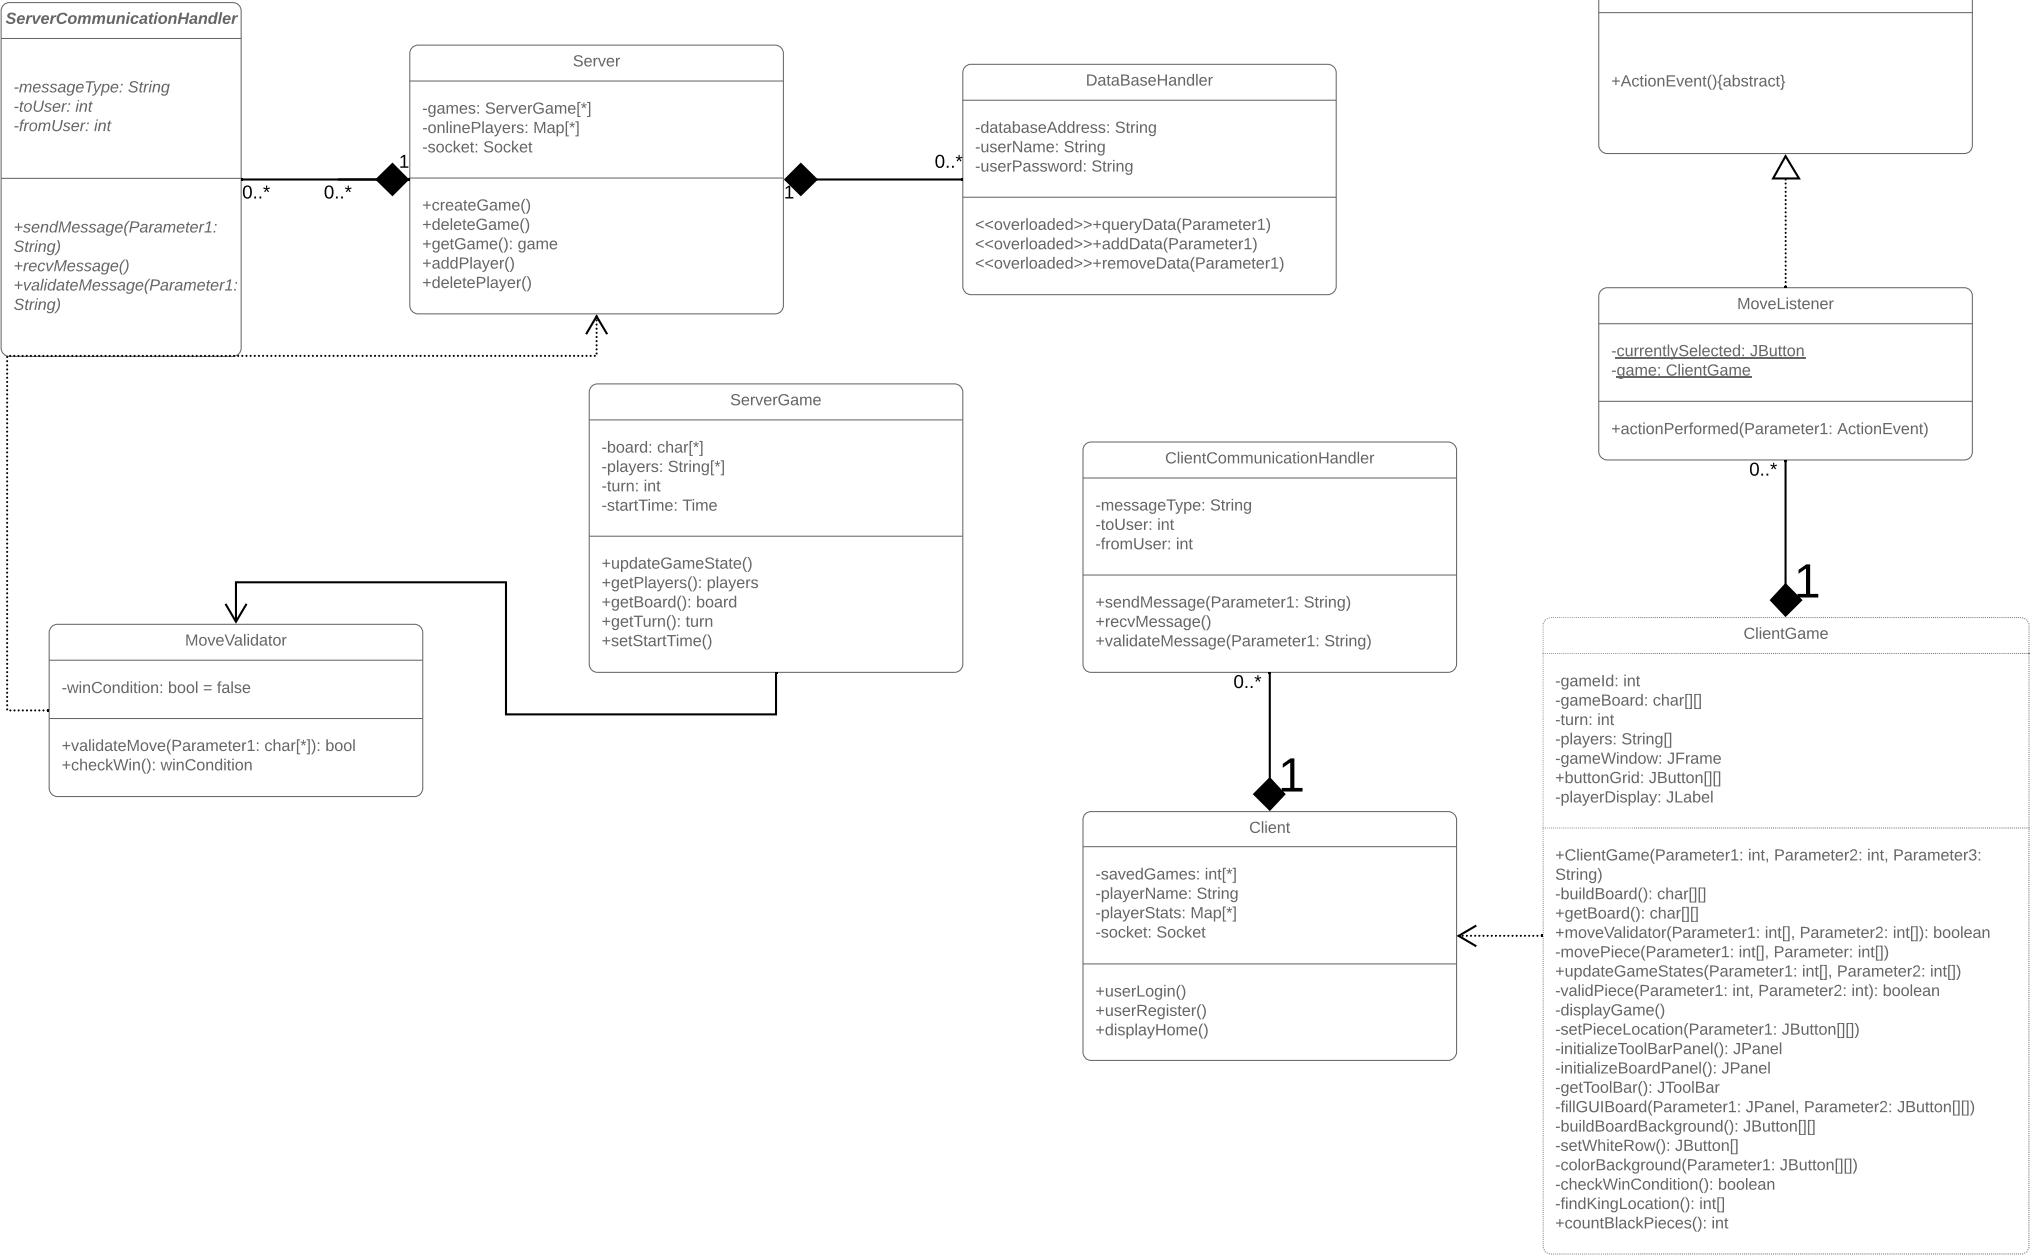 ServerCommunicationHandler
-messageType: String
-toUser: int
-fromUser: int
+sendMessage(Parameter1:
String)
+recvMessage()
+validateMessage(Parameter1:
String)
0..*
0..*
1
Server
-games: ServerGame[*]
-onlinePlayers: Map[*]
-socket: Socket
+createGame()
+deleteGame()
+getGame(): game
+addPlayer()
+deletePlayer()
1
0..*
DataBaseHandler
-databaseAddress: String
-userName: String
-userPassword: String
<<overloaded>>+queryData(Parameter1)
<<overloaded>>+addData(Parameter1)
<<overloaded>>+removeData(Parameter1)
+ActionEvent(){abstract}
MoveListener
-currentlySelected: JButton
-game: ClientGame
+actionPerformed(Parameter1: ActionEvent)
0..*
1
ServerGame
-board: char[*]
-players: String[*]
-turn: int
-startTime: Time
+updateGameState()
+getPlayers(): players
+getBoard(): board
+getTurn(): turn
+setStartTime()
ClientCommunicationHandler
-messageType: String
-toUser: int
-fromUser: int
+sendMessage(Parameter1: String)
+recvMessage()
+validateMessage(Parameter1: String)
0..*
1
MoveValidator
-winCondition: bool = false
+validateMove(Parameter1: char[*]): bool
+checkWin(): winCondition
Client
-savedGames: int[*]
-playerName: String
-playerStats: Map[*]
-socket: Socket
+userLogin()
+userRegister()
+displayHome()
ClientGame
-gameId: int
-gameBoard: char[][]
-turn: int
-players: String[]
-gameWindow: JFrame
+buttonGrid: JButton[][]
-playerDisplay: JLabel
+ClientGame(Parameter1: int, Parameter2: int, Parameter3:
String)
-buildBoard(): char[][]
+getBoard(): char[][]
+moveValidator(Parameter1: int[], Parameter2: int[]): boolean
-movePiece(Parameter1: int[], Parameter: int[])
+updateGameStates(Parameter1: int[], Parameter2: int[])
-validPiece(Parameter1: int, Parameter2: int): boolean
-displayGame()
-setPieceLocation(Parameter1: JButton[][])
-initializeToolBarPanel(): JPanel
-initializeBoardPanel(): JPanel
-getToolBar(): JToolBar
-fillGUIBoard(Parameter1: JPanel, Parameter2: JButton[][])
-buildBoardBackground(): JButton[][]
-setWhiteRow(): JButton[]
-colorBackground(Parameter1: JButton[][])
-checkWinCondition(): boolean
-findKingLocation(): int[]
+countBlackPieces(): int